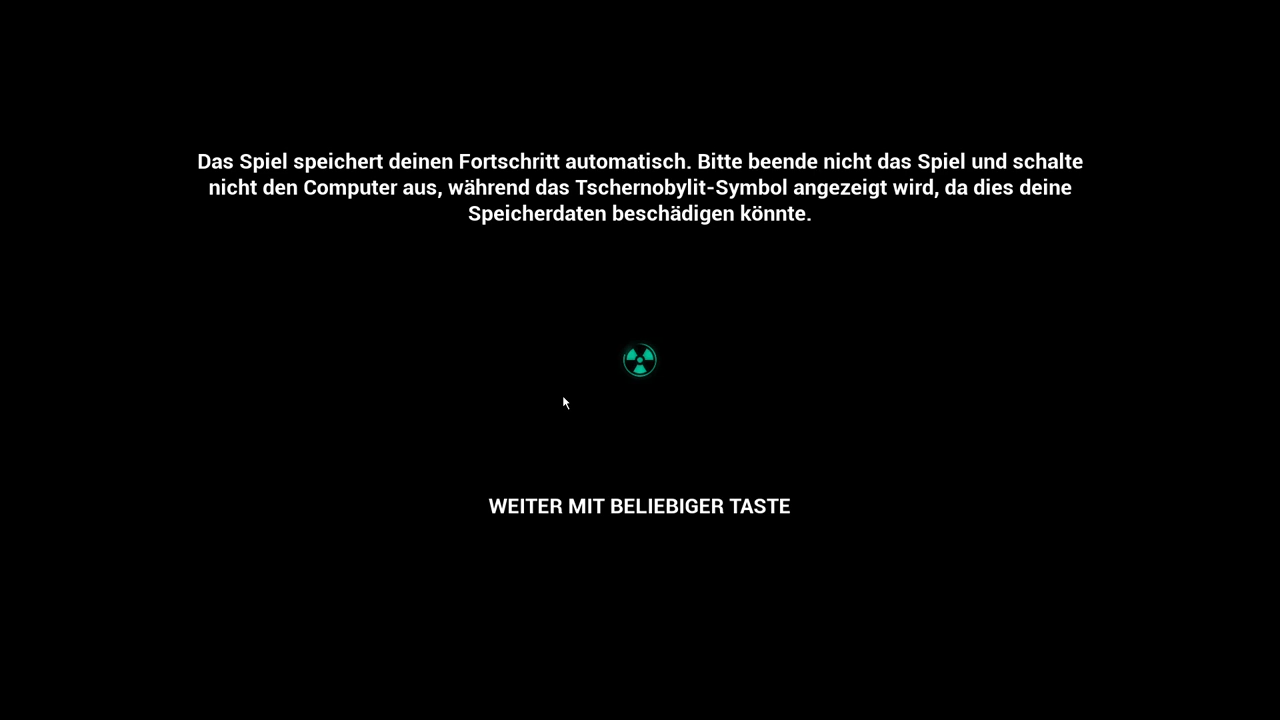 Das Spiel speichert deinen Fortschritt automatisch. Bitte beende nicht das Spiel und schalte
nicht den Computer aus, während das Tschernobylit-Symbol angezeigt wird, da dies deine
Speicherdaten beschädigen könnte.
WEITER MIT BELIEBIGER TASTE